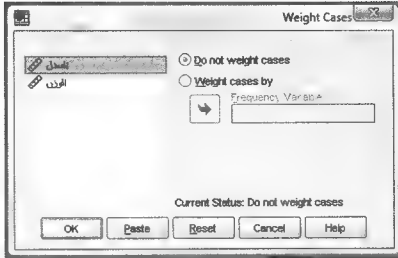 Weight Cases
المعدل
الوزن
Do not weight cases
Weight cases by
Frequency Variable
Current Status: Do not weight cases
OK
Paste
Reset
Cancel
Help